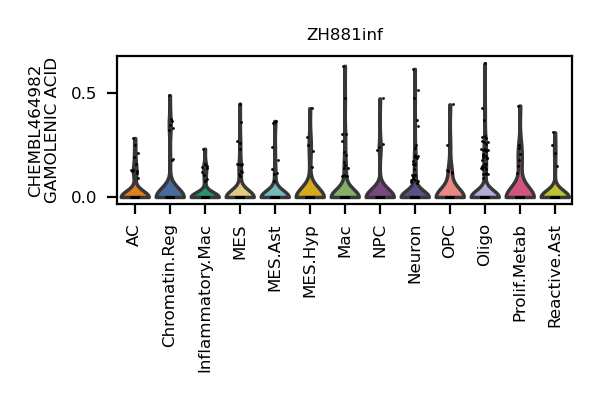 ZH881inf
CHEMBL464982
GAMOLENIC ACID
0.5
0.0
AC
Chromatin.Reg
Inflammatory.Mac
MES
MES.Ast
MES.Hyp
Mac
NPC
Neuron
OPC
Oligo
Prolif.Metab
Reactive.Ast